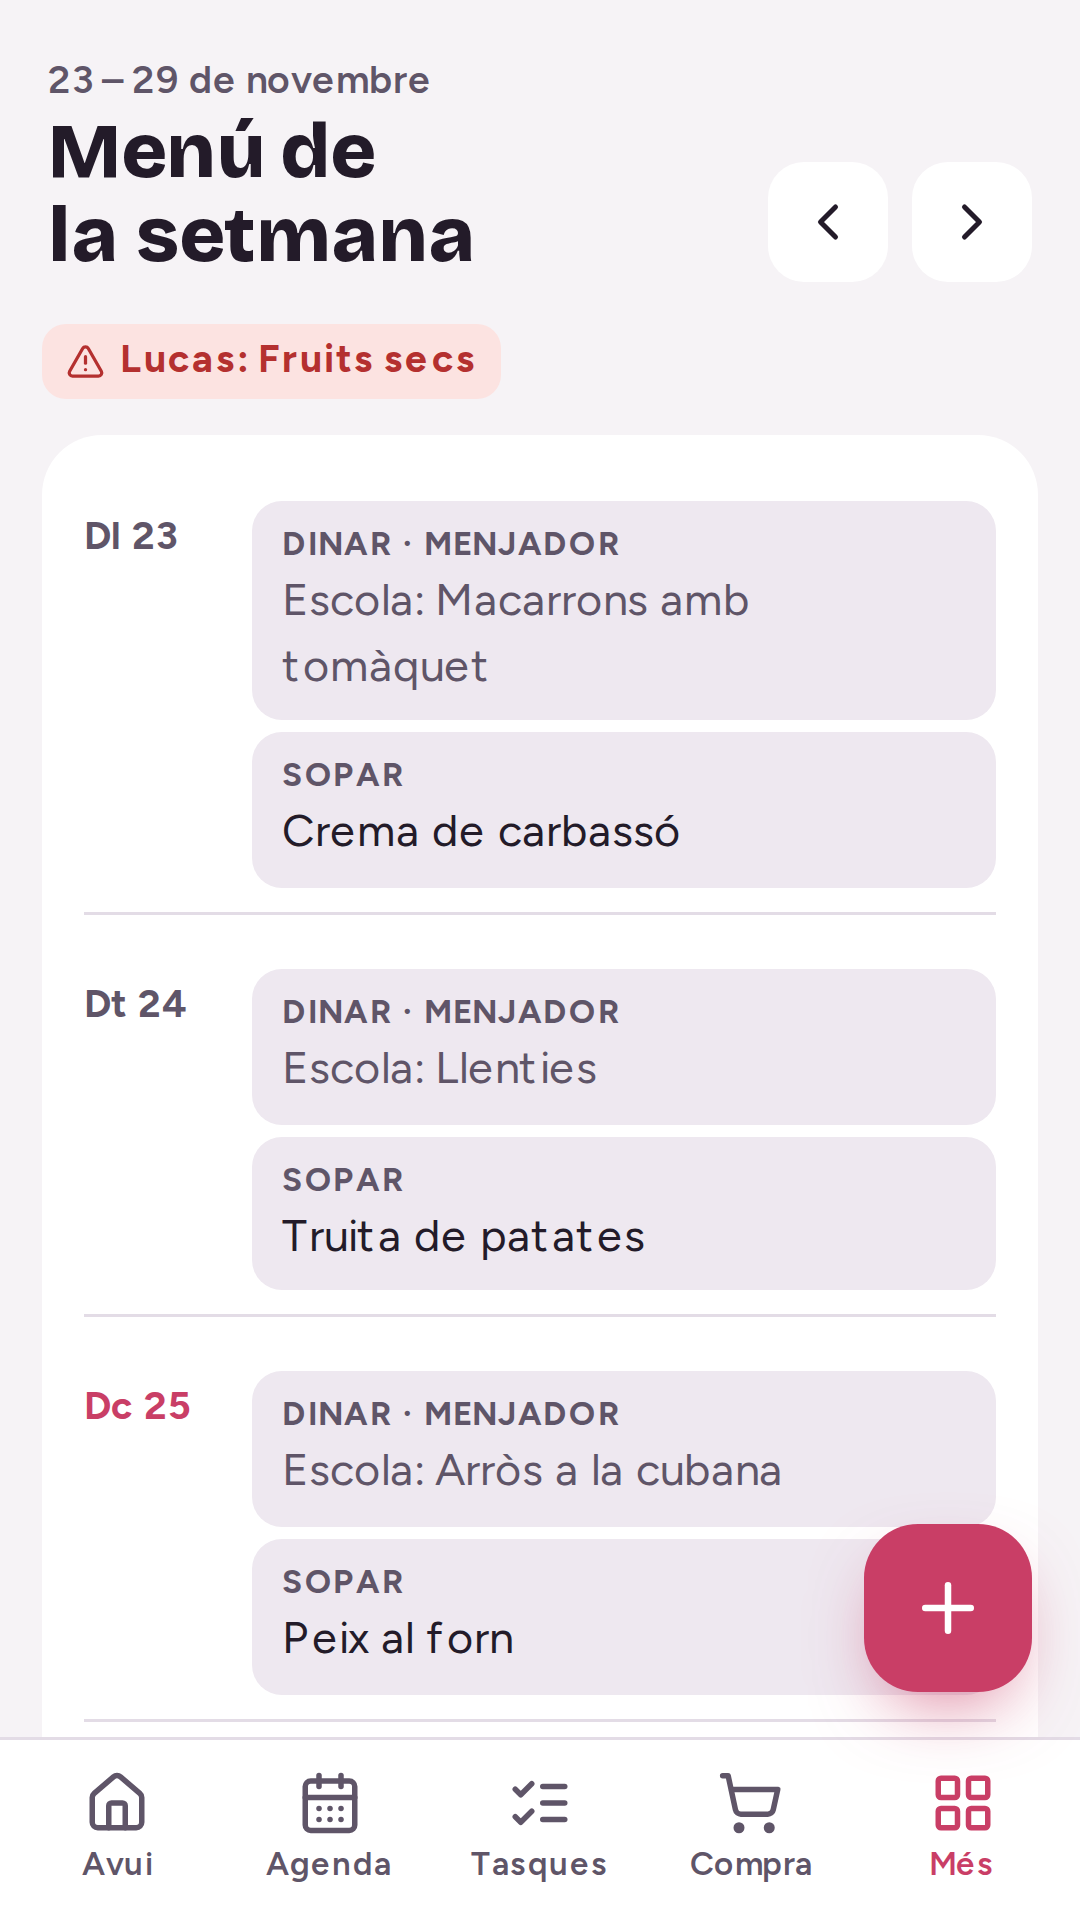 23–29 de novembre
Menú de
la setmana
Lucas: Fruits secs
Dl 23
DINAR · MENJADOR
Escola: Macarrons amb
tomàquet
SOPAR
Crema de carbassó
Dt 24
DINAR · MENJADOR
Escola: Llenties
SOPAR
Truita de patates
Dc 25
DINAR · MENJADOR
Escola: Arròs a la cubana
SOPAR
Peix al forn
Avui
Agenda
Tasques
Compra
Més